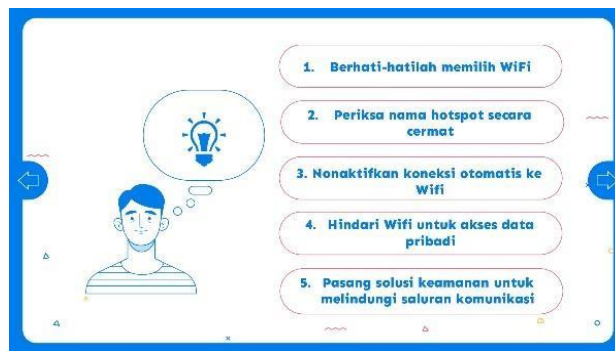 1. Berhati-hatilah memilih WiFi
2. Periksa nama hotspot secara
cermat
3. Nonaktifkan koneksi otomatis ke
Wifi
4. Hindari Wifi untuk akses data
pribadi
5. Pasang solusi keamanan untuk
melindungi saluran komunikasi